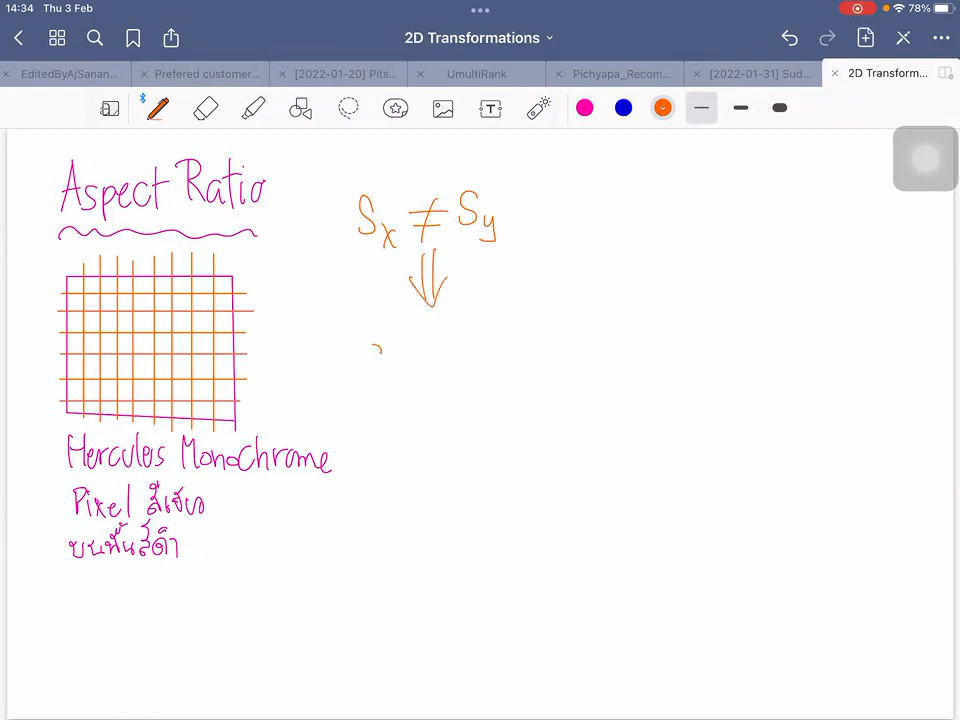 14:34 Thu 3 Feb 78%
2D Transformations
EditedByAjSanan... Prefered customer... [2022-01-20] Pits... UmultiRank Pichyapa_Recom... [2022-01-31] Sud... 2D Transform...
Aspect Ratio
Sx ≠ Sy
Hercules Monochrome
Pixel สีเขียว
บนพื้นสีดำ